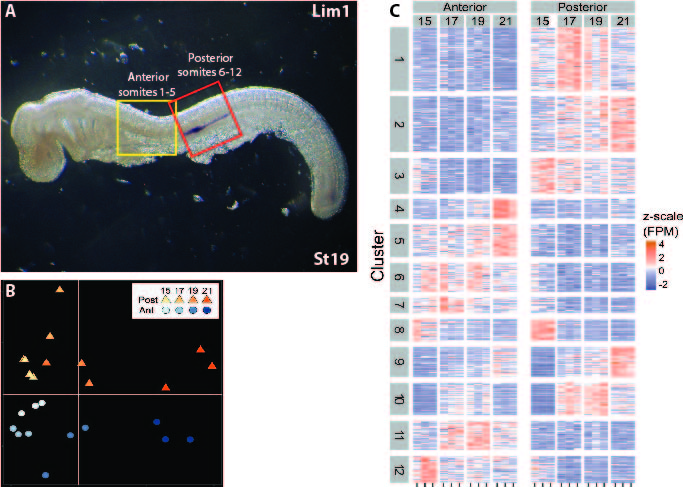 A
Lim1
Posterior
somites 6-12
Anterior
somites 1-5
St19
B
15 17 19 21
Post
Ant
C
Anterior
Posterior
15 17 19 21
15 17 19 21
Cluster
1
2
3
4
5
6
7
8
9
10
11
12
z-scale
(FPM)
4
2
0
-2